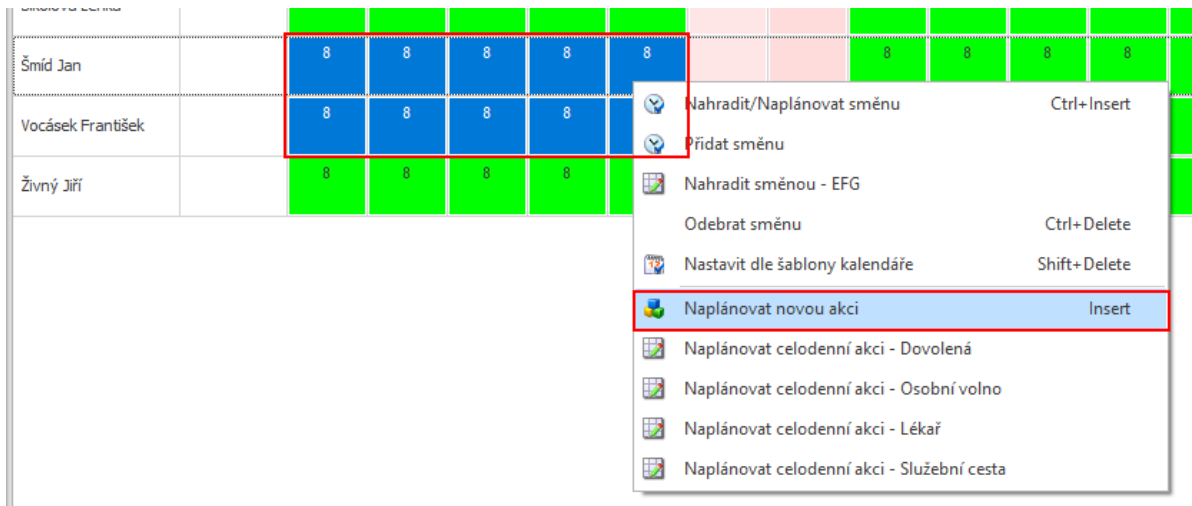 Šmíd Jan 8 8 8 8 8 8 8 8 8
Vocásek František 8 8 8 8
Živný Jiří 8 8 8 8
Nahradit/Naplánovat směnu Ctrl+Insert
Přidat směnu
Nahradit směnou - EFG
Odebrat směnu Ctrl+Delete
Nastavit dle šablony kalendáře Shift+Delete
Naplánovat novou akci Insert
Naplánovat celodenní akci - Dovolená
Naplánovat celodenní akci - Osobní volno
Naplánovat celodenní akci - Lékař
Naplánovat celodenní akci - Služební cesta